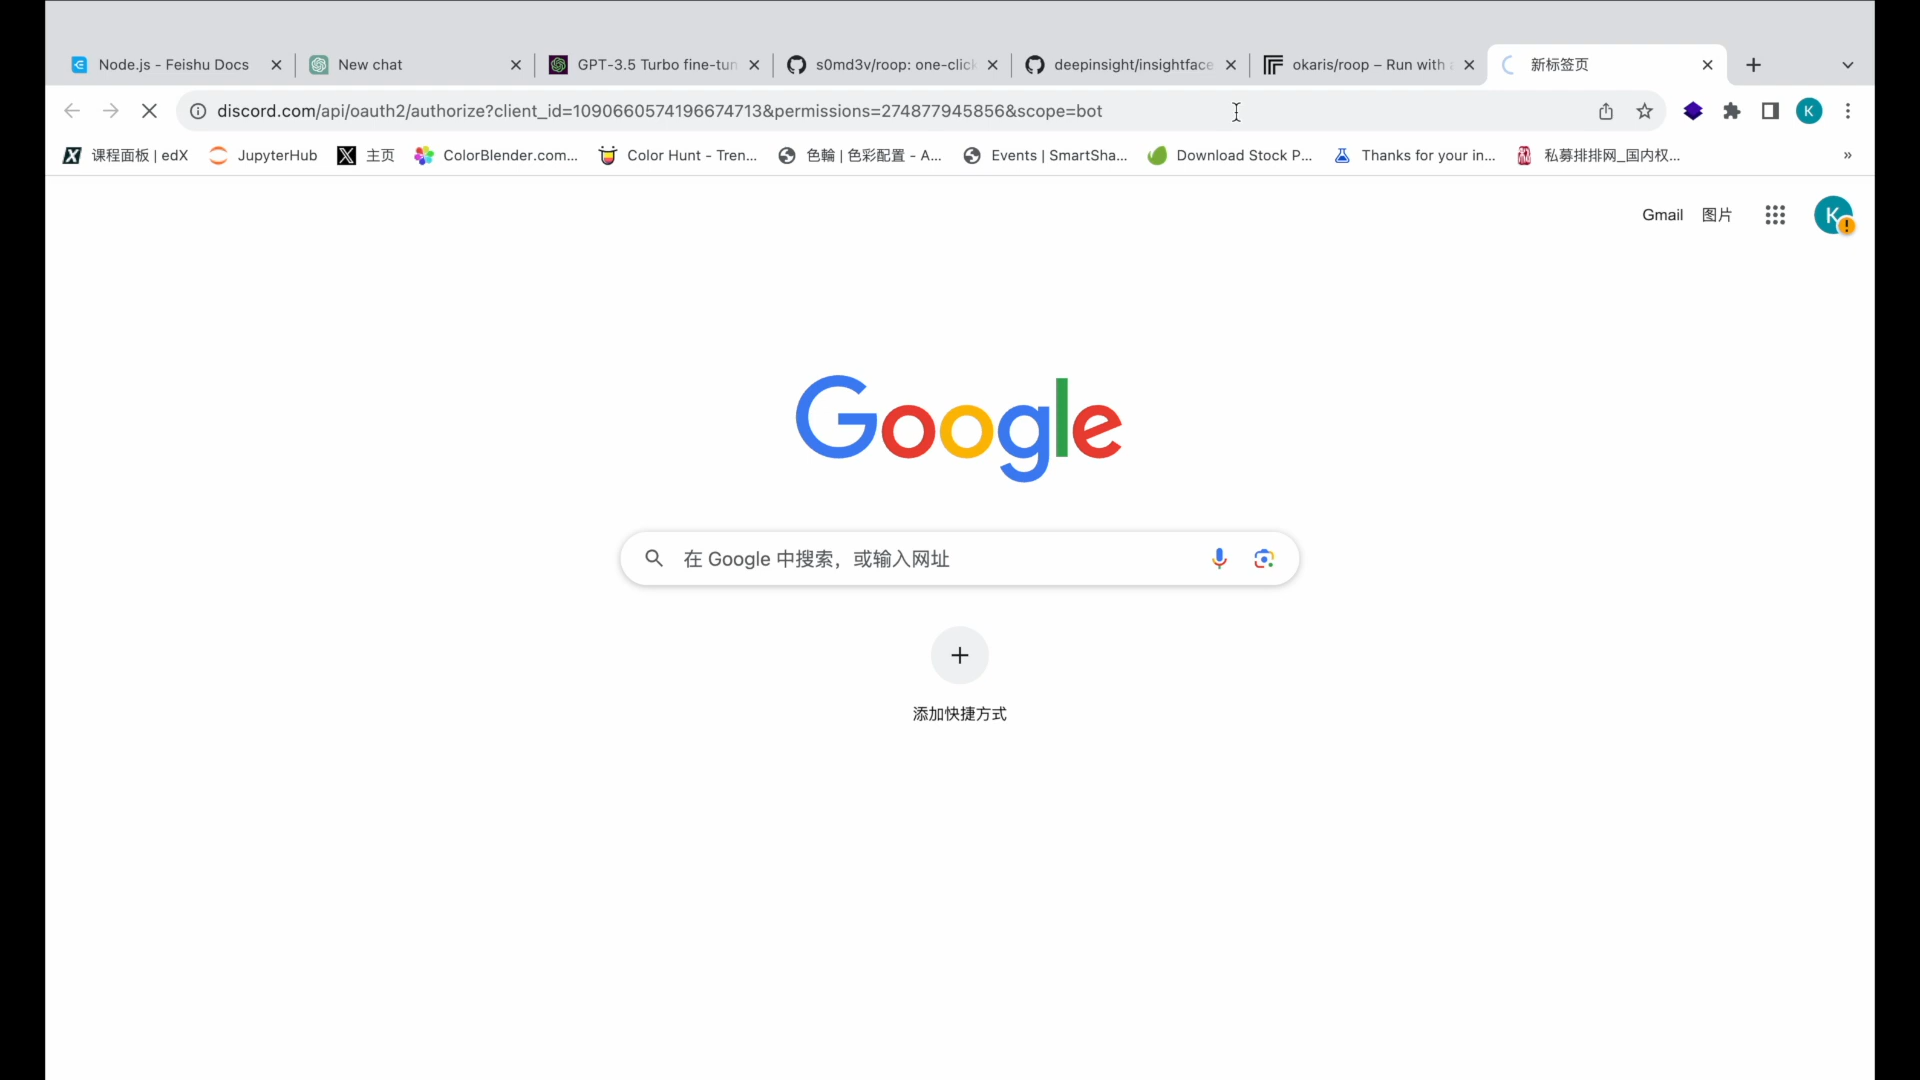 Node.js - Feishu Docs
New chat
GPT-3.5 Turbo fine-tun
s0md3v/roop: one-click
deepinsight/insightface
okaris/roop – Run with a
新标签页
discord.com/api/oauth2/authorize?client_id=1090660574196674713&permissions=274877945856&scope=bot
K
课程面板 | edX
JupyterHub
主页
ColorBlender.com...
Color Hunt - Tren...
色輪 | 色彩配置 - A...
Events | SmartSha...
Download Stock P...
Thanks for your in...
私募排排网_国内权...
»
Gmail
图片
K
Google
在 Google 中搜索，或输入网址
添加快捷方式